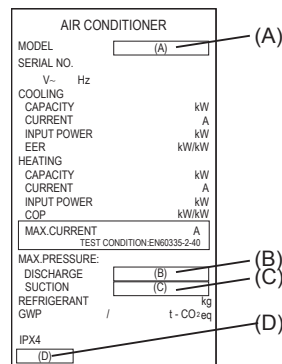 AIR CONDITIONER
MODEL (A) (A)
SERIAL NO.
V~ Hz
COOLING
CAPACITY kW
CURRENT A
INPUT POWER kW
EER kW/kW
HEATING
CAPACITY kW
CURRENT A
INPUT POWER kW
COP kW/kW
MAX.CURRENT A
TEST CONDITION:EN60335-2-40
MAX.PRESSURE:
DISCHARGE (B) (B)
SUCTION (C) (C)
REFRIGERANT kg
GWP / t - CO2eq
IPX4
(D) (D)